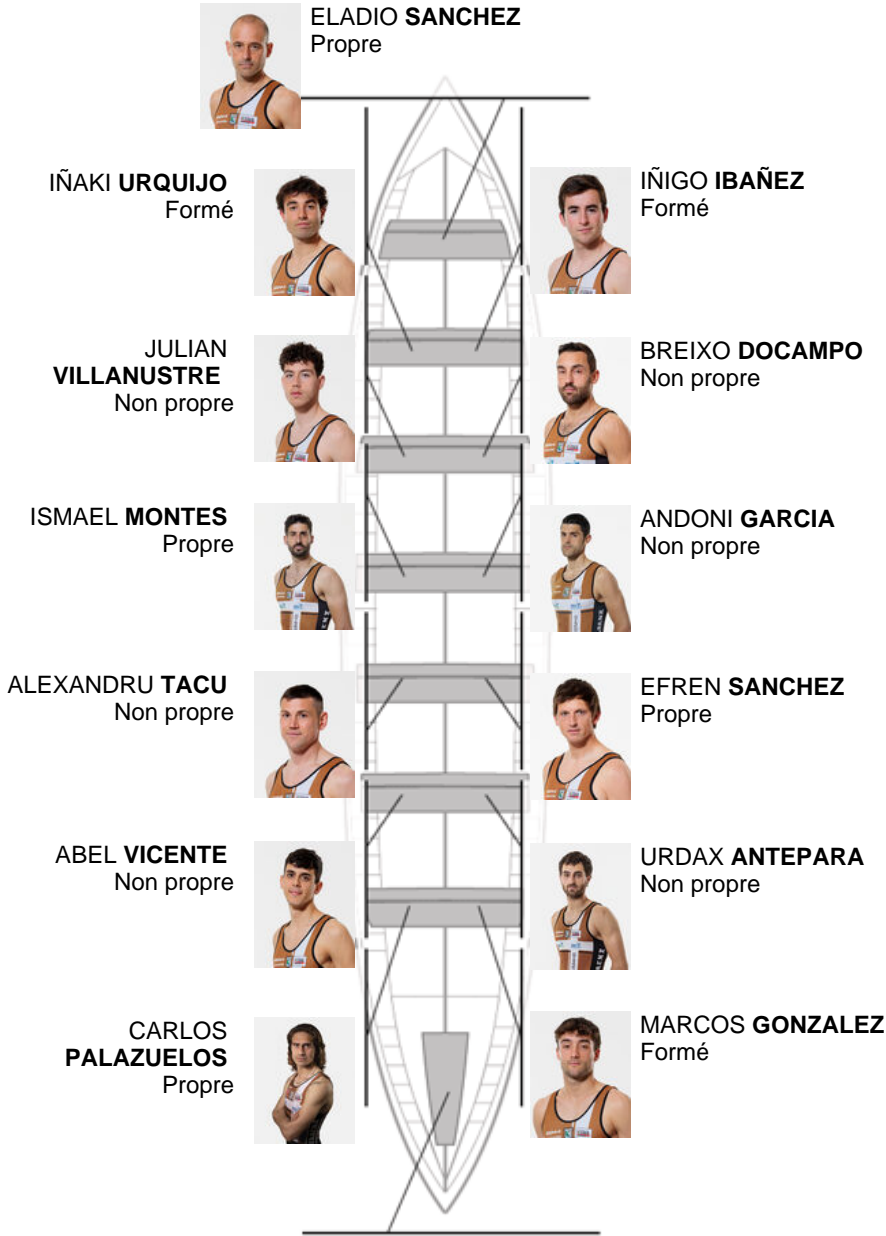 ELADIO SANCHEZ
Propre
IÑAKI URQUIJO
Formé
IÑIGO IBAÑEZ
Formé
JULIAN
VILLANUSTRE
Non propre
BREIXO DOCAMPO
Non propre
ISMAEL MONTES
Propre
ANDONI GARCIA
Non propre
ALEXANDRU TACU
Non propre
EFREN SANCHEZ
Propre
ABEL VICENTE
Non propre
URDAX ANTEPARA
Non propre
CARLOS
PALAZUELOS
Propre
MARCOS GONZALEZ
Formé